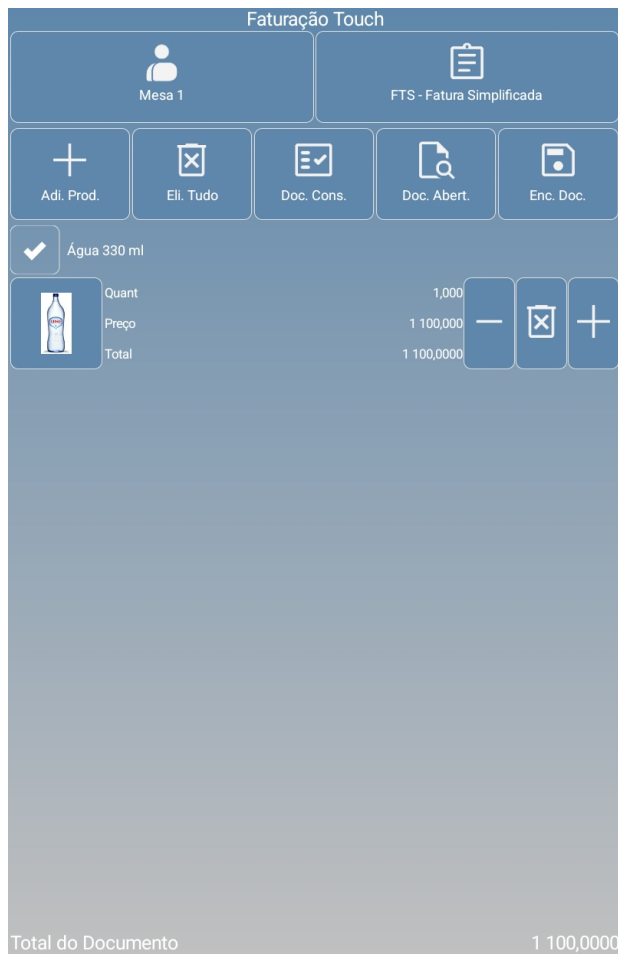 Faturação Touch
Mesa 1
FTS - Fatura Simplificada
Adi. Prod.
Eli. Tudo
Doc. Cons.
Doc. Abert.
Enc. Doc.
Água 330 ml
Quant 1,000
Preço 1 100,000
Total 1 100,0000
Total do Documento 1 100,0000